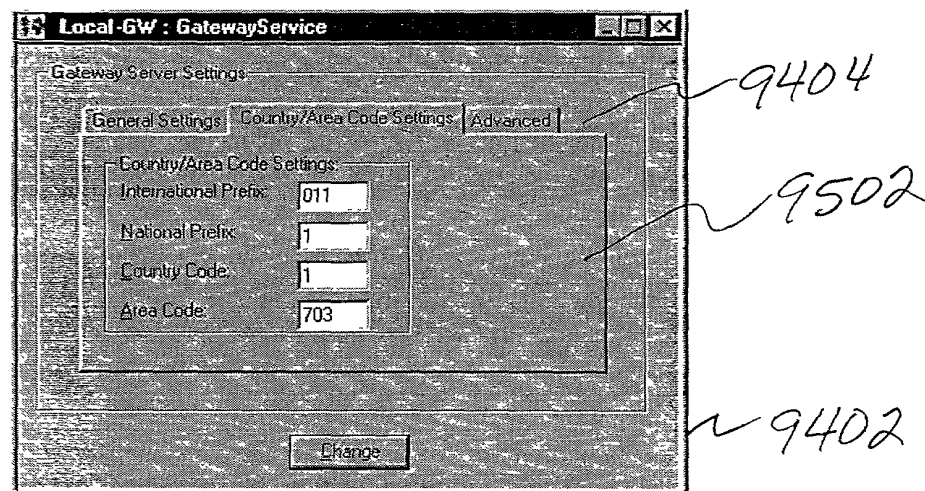 Local-GW : GatewayService
Gateway Server Settings
9404
General Settings Country/Area Code Settings Advanced
Country/Area Code Settings:
International Prefix: 011
9502
National Prefix: 1
Country Code: 1
Area Code: 703
9402
Change